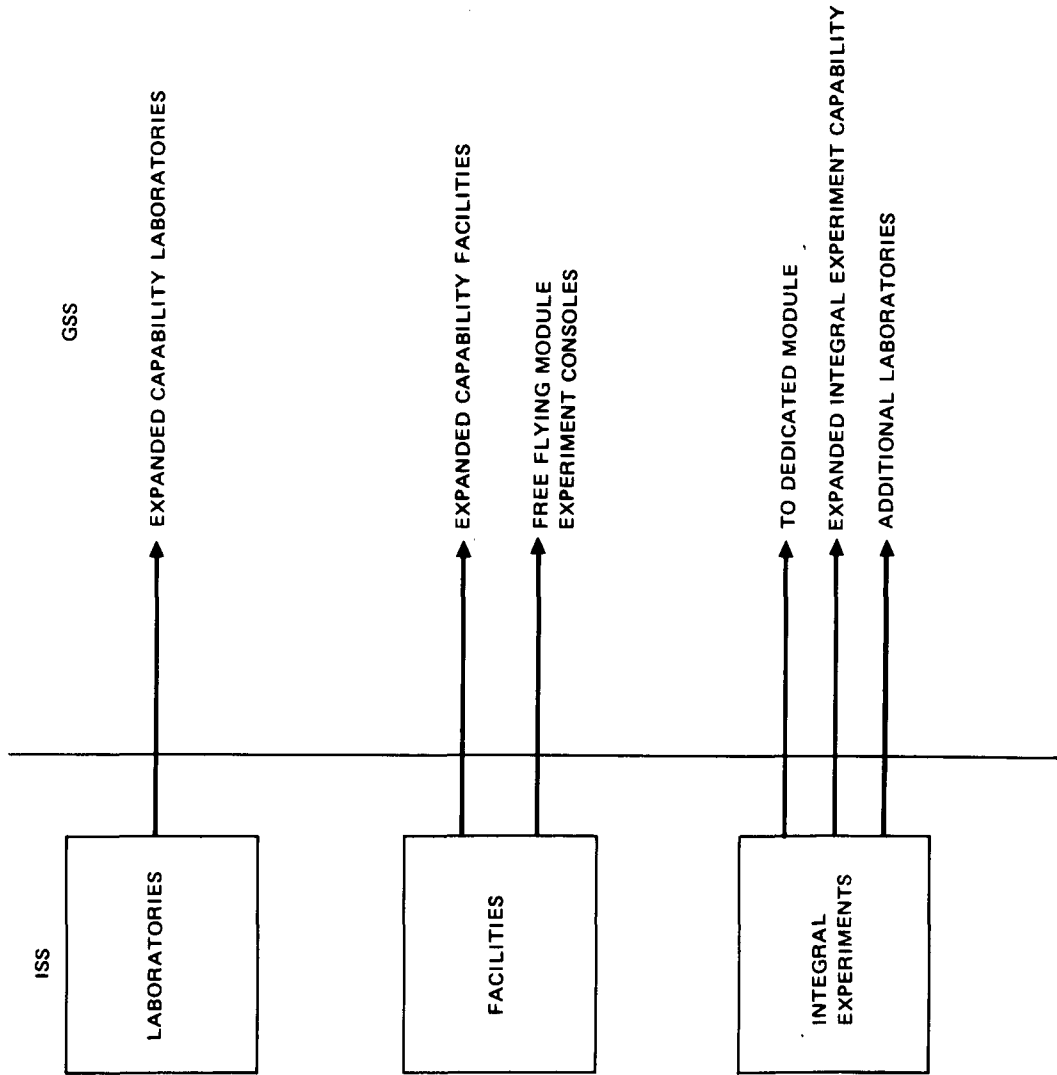 ISS
GSS
LABORATORIES
EXPANDED CAPABILITY LABORATORIES
FACILITIES
EXPANDED CAPABILITY FACILITIES
FREE FLYING MODULE
EXPERIMENT CONSOLES
INTEGRAL
EXPERIMENTS
TO DEDICATED MODULE
EXPANDED INTEGRAL EXPERIMENT CAPABILITY
ADDITIONAL LABORATORIES